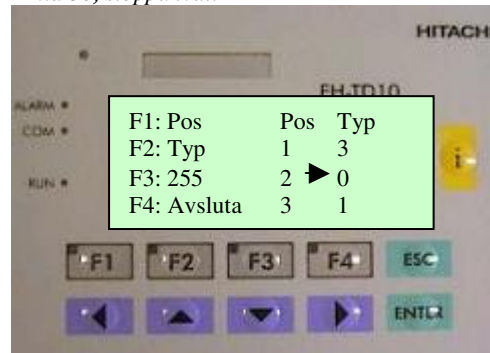 HITACH
EH-TD10
ALARM
COM
RUN
F1: Pos Pos Typ
F2: Typ 1 3
F3: 255 2 0
F4: Avsluta 3 1
i
F1 F2 F3 F4 ESC
ENTER